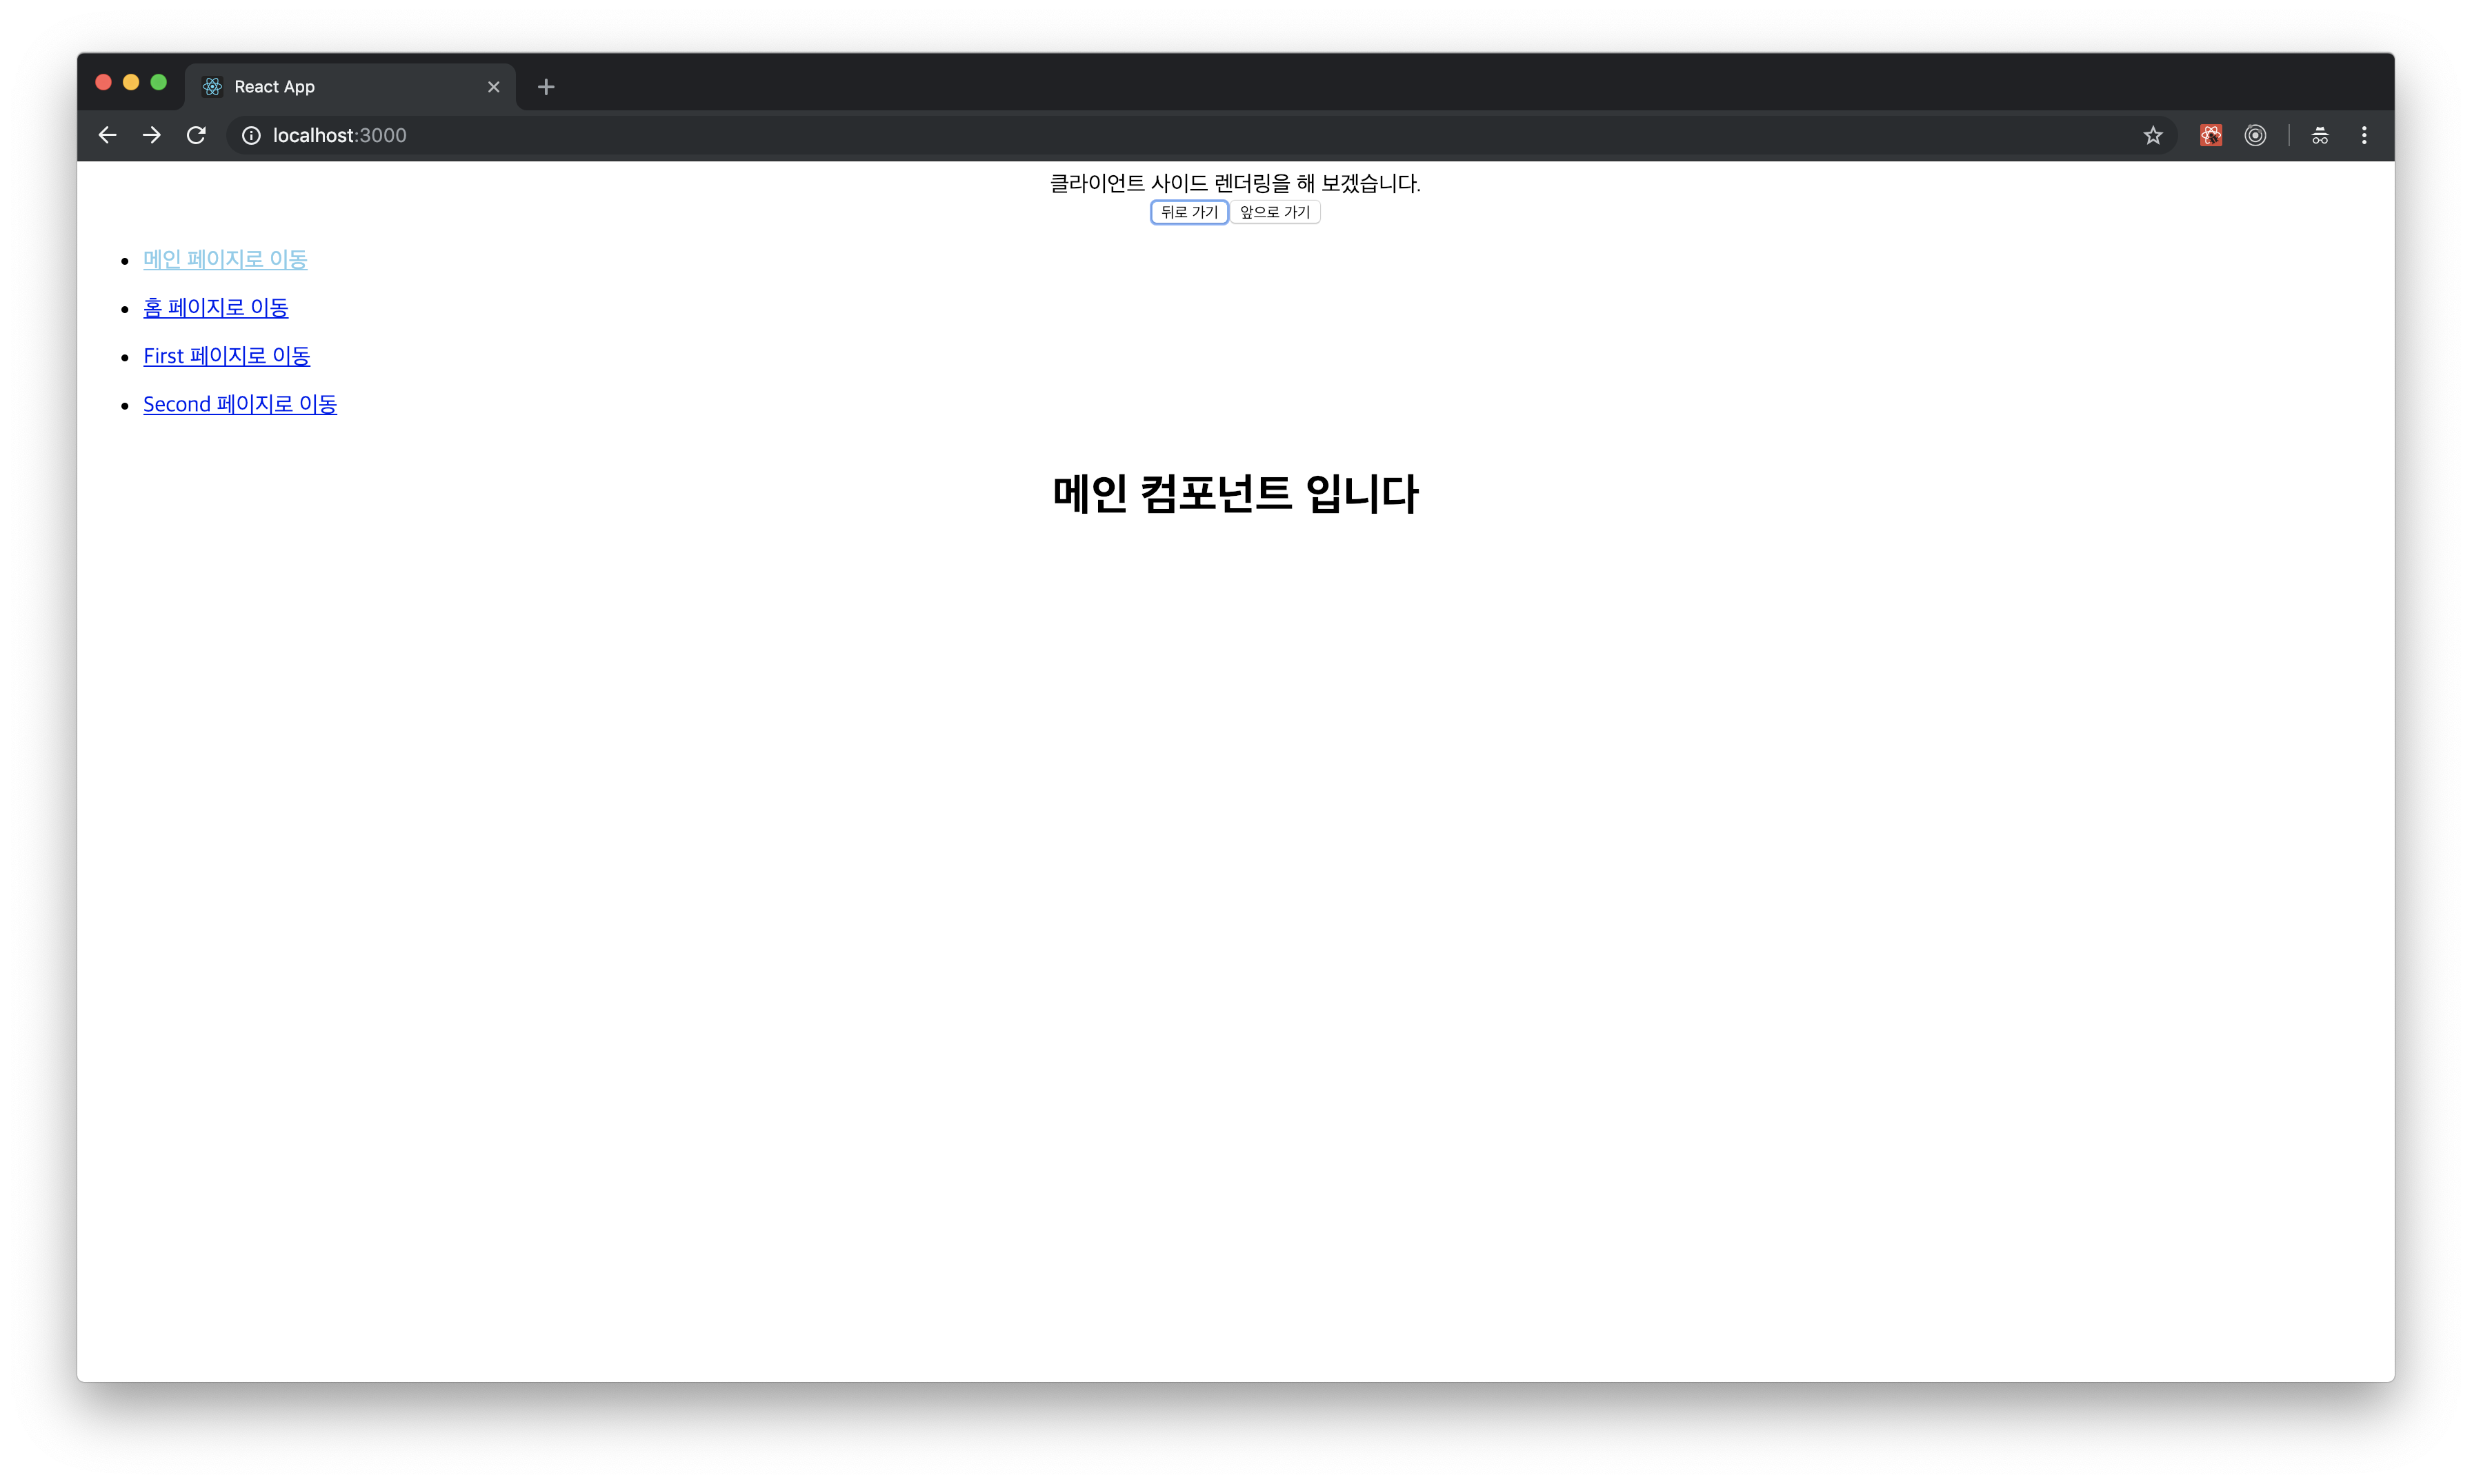 React App
localhost:3000
클라이언트 사이드 렌더링을 해 보겠습니다.
뒤로 가기 앞으로 가기
메인 페이지로 이동
홈 페이지로 이동
First 페이지로 이동
Second 페이지로 이동
메인 컴포넌트 입니다